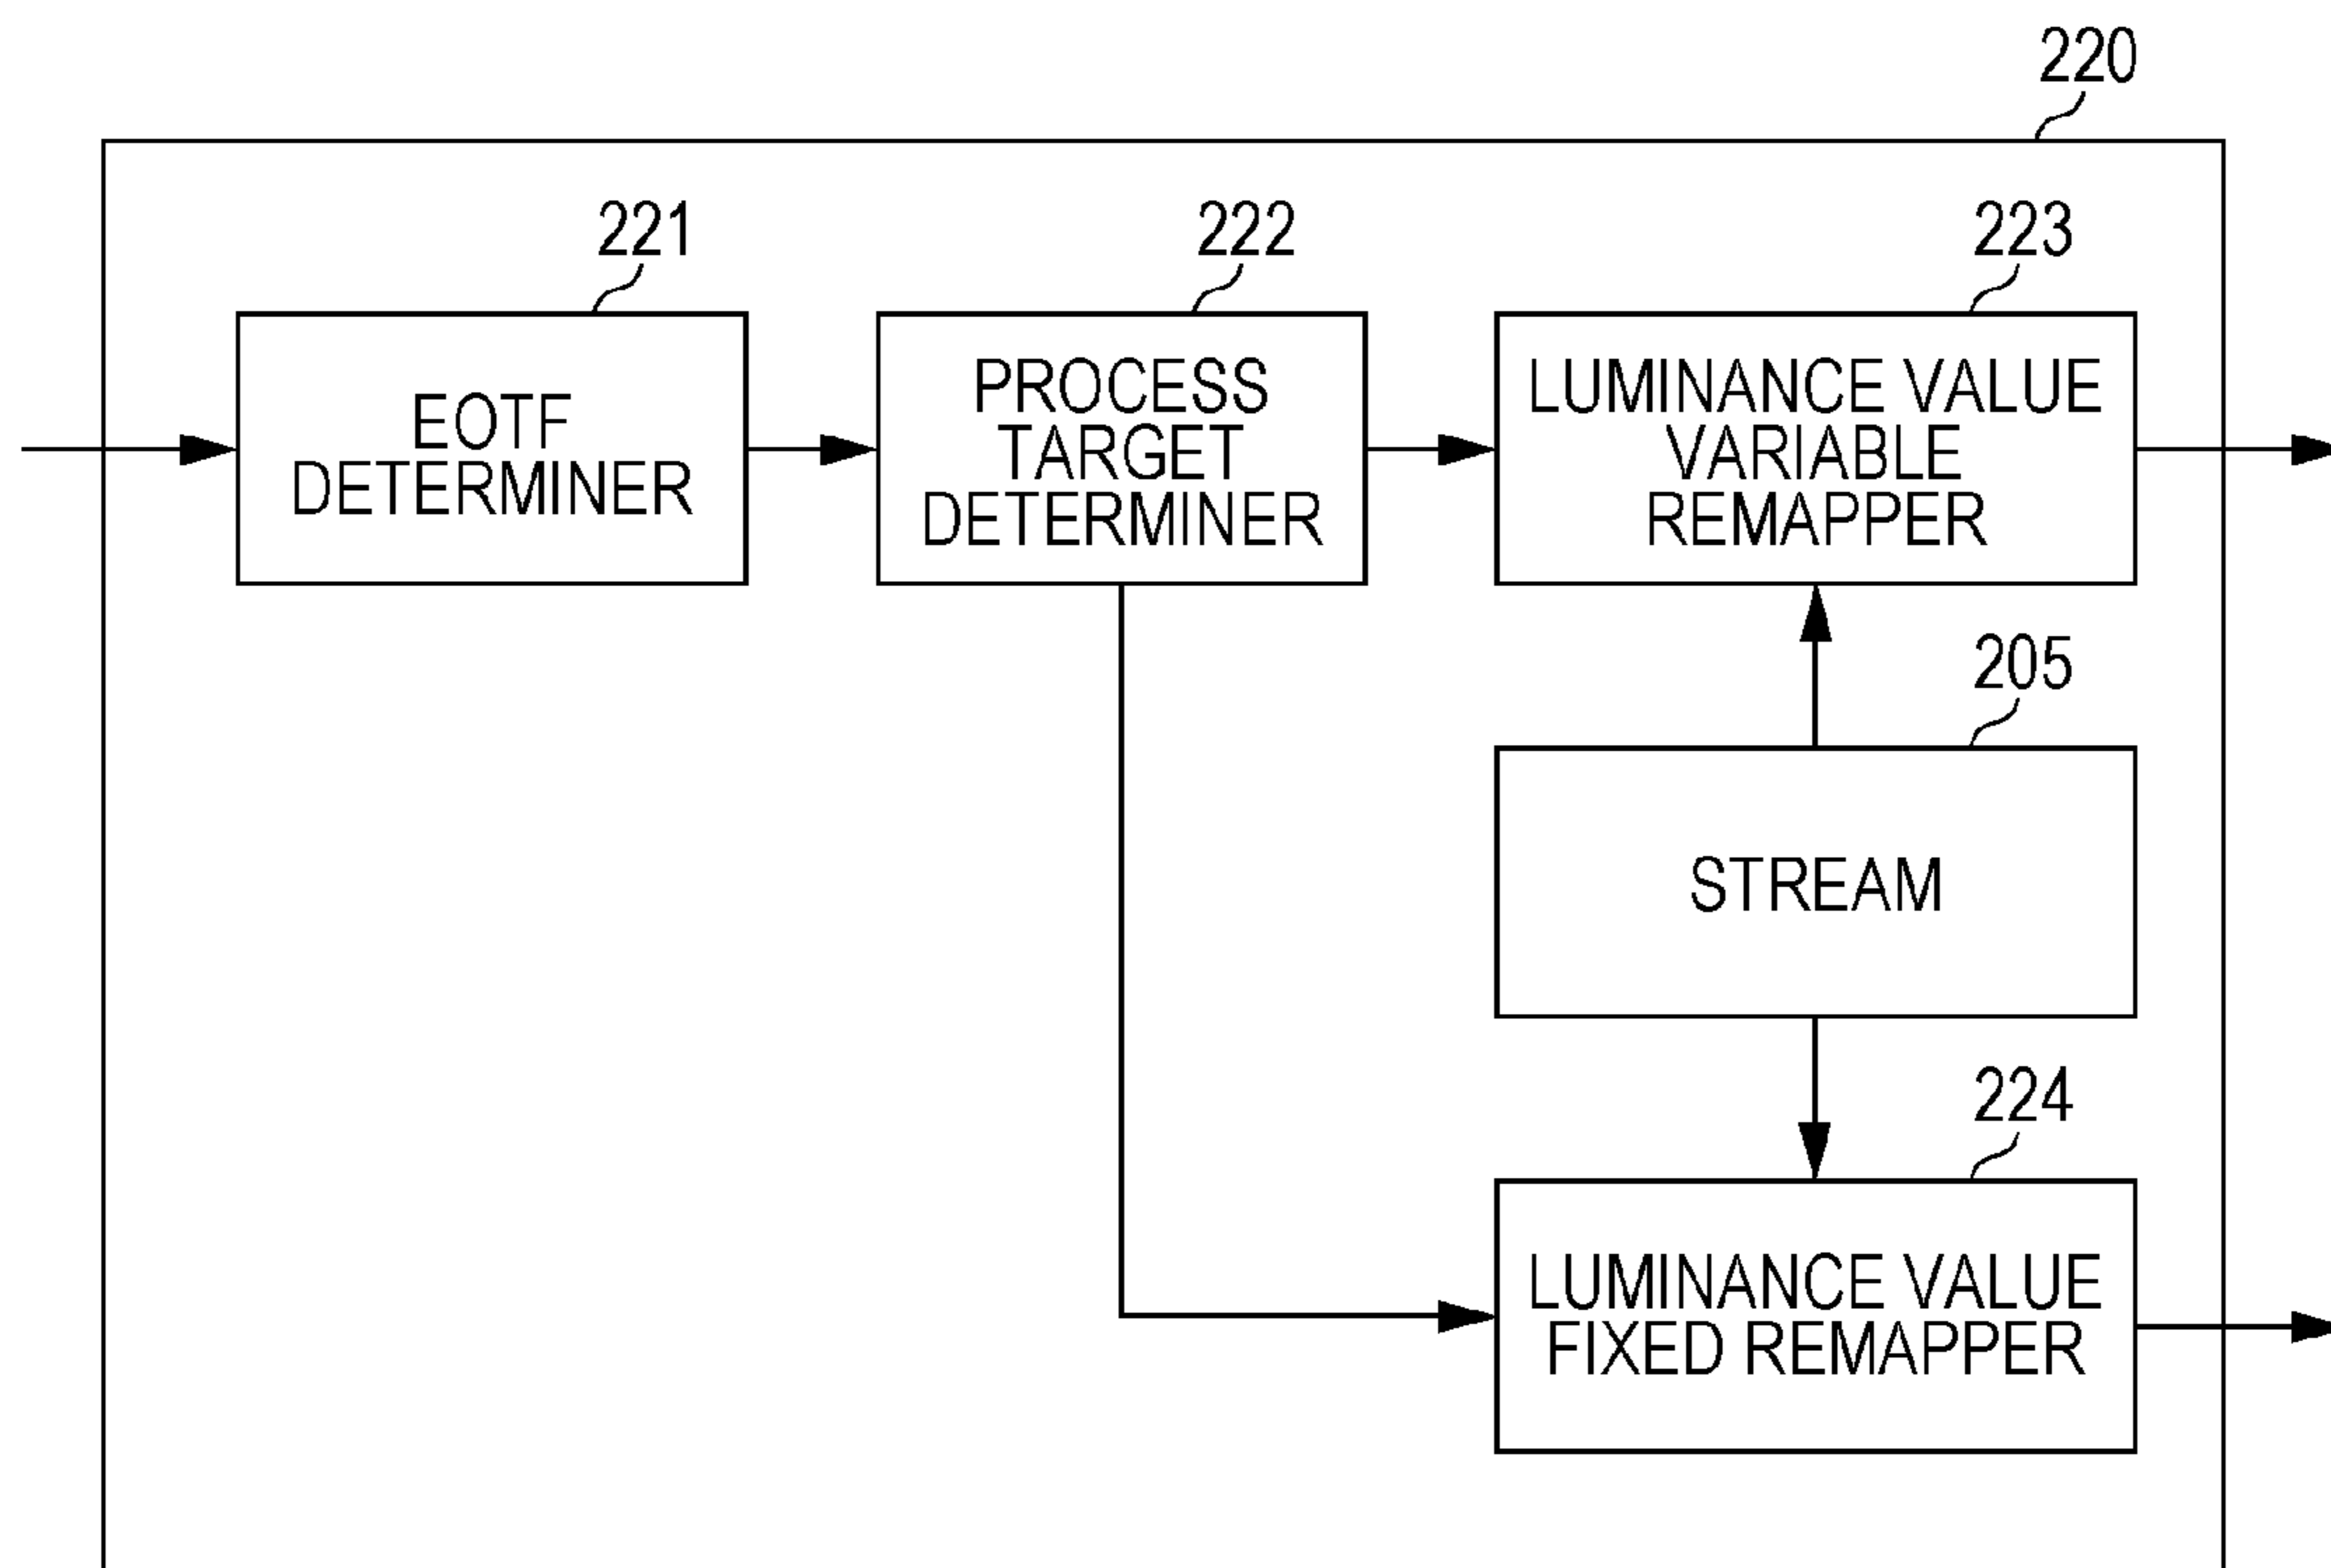 220
221
222
223
EOTF
DETERMINER
PROCESS
TARGET
DETERMINER
LUMINANCE VALUE
VARIABLE
REMAPPER
205
STREAM
224
LUMINANCE VALUE
FIXED REMAPPER